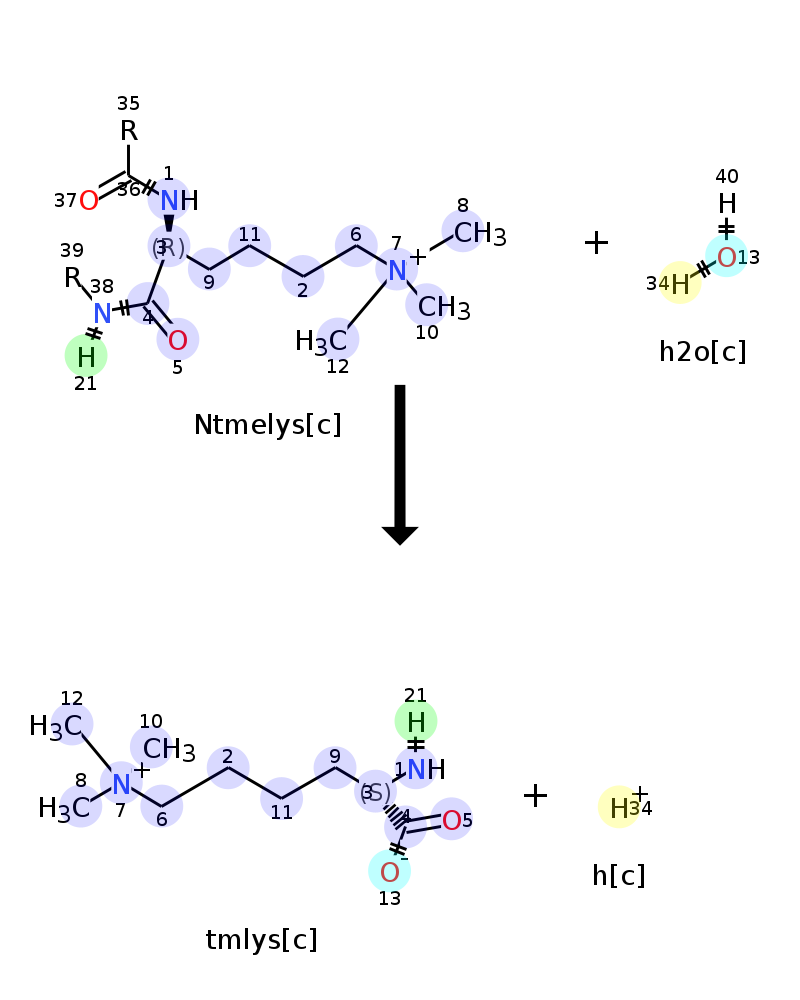 35
R
1
37 O 36 NH
39
3 (R)
R
38
11
6
7
8
CH3
N
+
N
4
9
2
CH3
10
H
21
O
5
H3C
12
Ntmelys[c]
+
40
H
O 13
34 H
h2o[c]
12
H3C
10
CH3
8
H3C
N
+
7
6
2
11
9
21
H
1 NH
3 (S)
4
O 5
-
O
13
tmlys[c]
+
H
+
34
h[c]